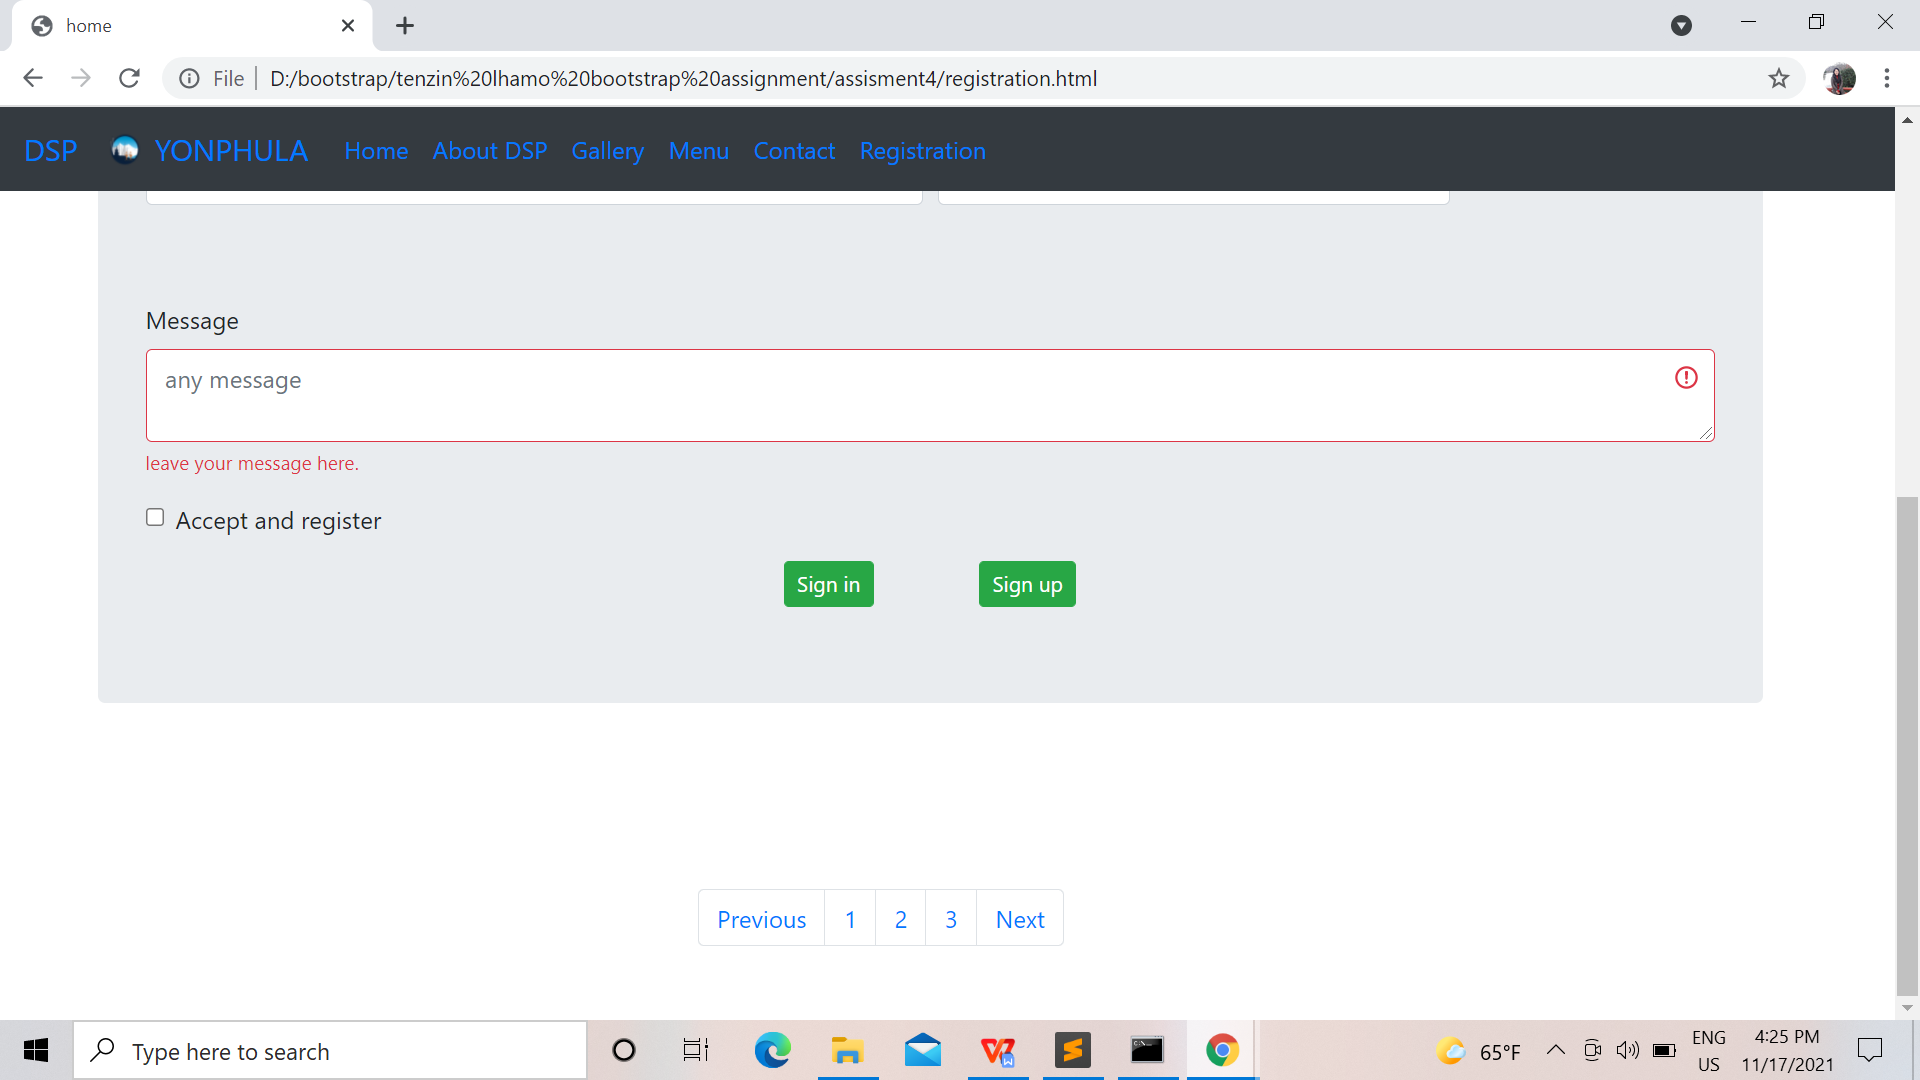 home
File D:/bootstrap/tenzin%20lhamo%20bootstrap%20assignment/assisment4/registration.html
DSP YONPHULA Home About DSP Gallery Menu Contact Registration
Message
any message
leave your message here.
Accept and register
Sign in Sign up
Previous 1 2 3 Next
Type here to search
65°F
ENG
US
4:25 PM
11/17/2021